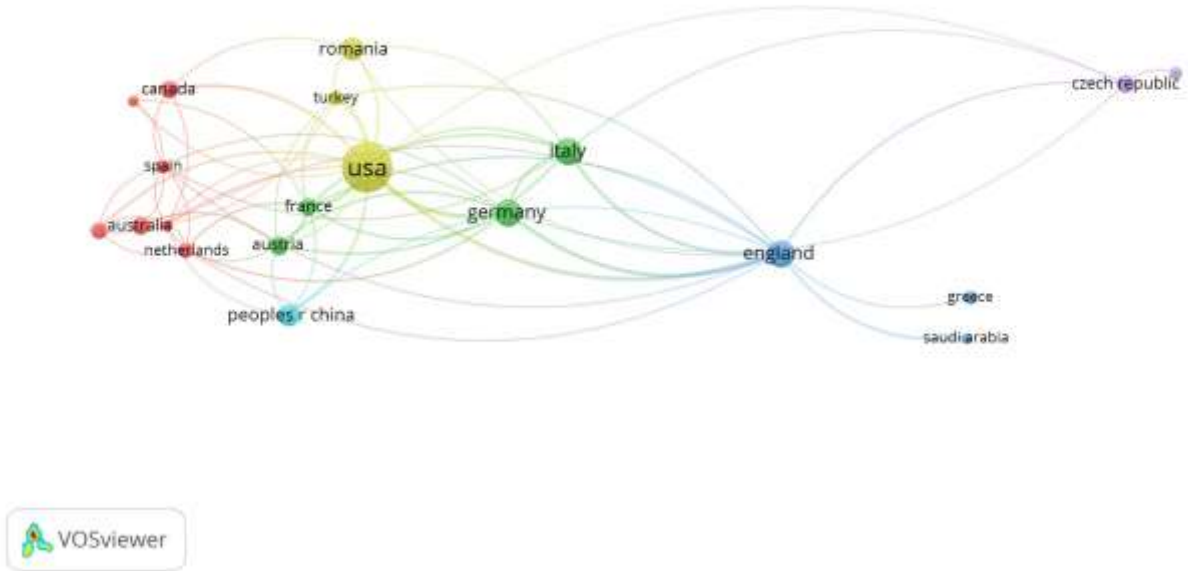 romania
canada
czech republic
turkey
italy
spain
usa
france
germany
australia
netherlands
austria
england
greece
peoples r china
saudi arabia
VOSviewer